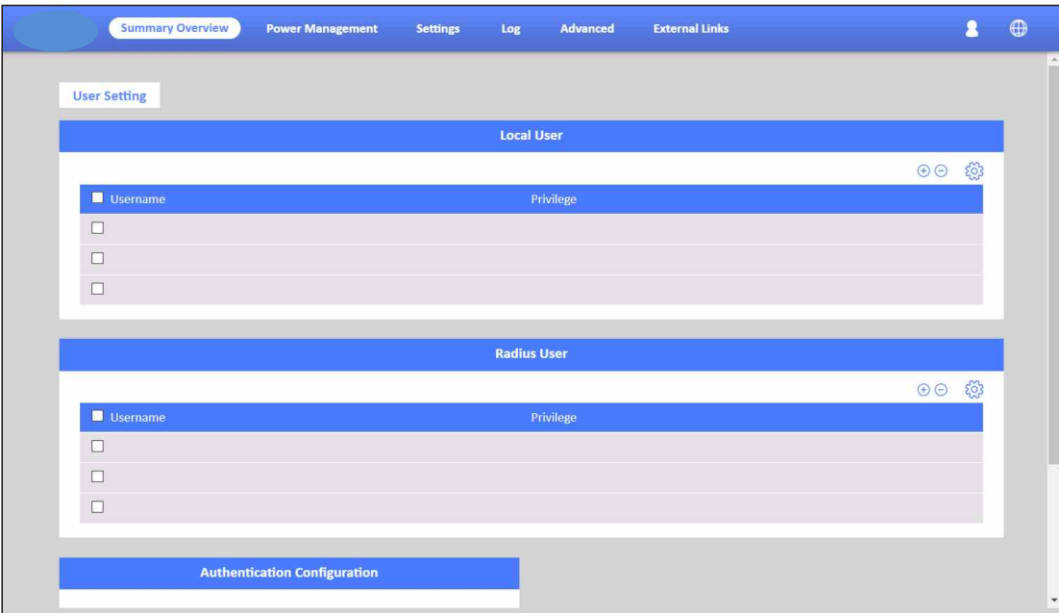 Summary Overview Power Management Settings Log Advanced External Links
User Setting
Local User
Username Privilege
Radius User
Username Privilege
Authentication Configuration